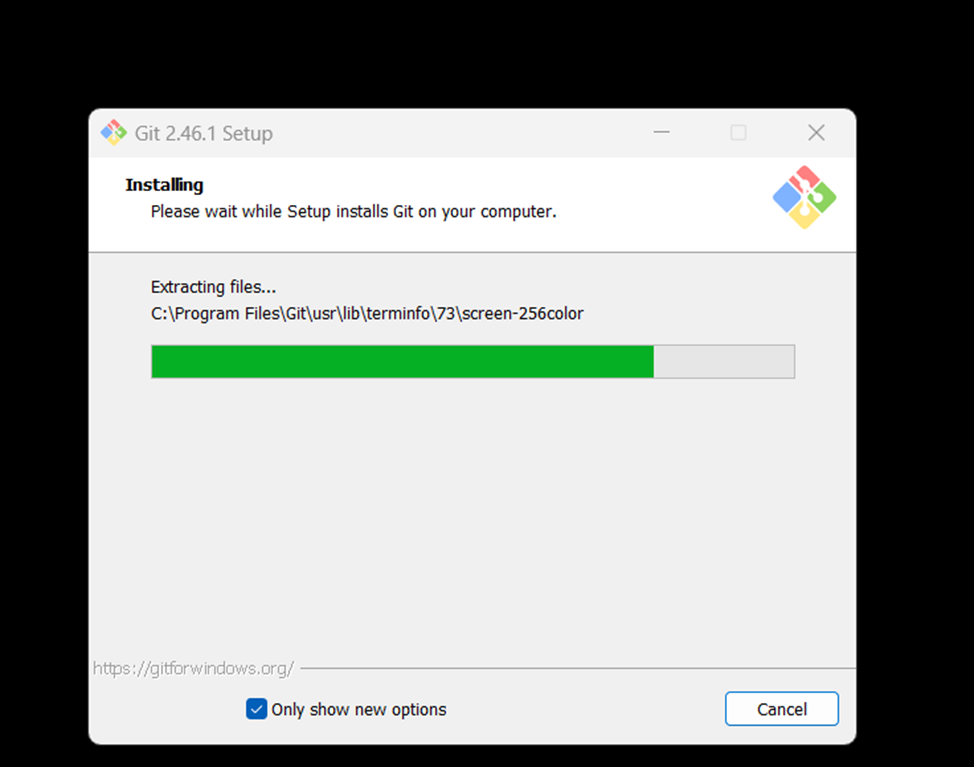 Git 2.46.1 Setup
Installing
Please wait while Setup installs Git on your computer.
Extracting files...
C:\Program Files\Git\usr\lib\terminfo\73\screen-256color
https://gitforwindows.org/
Only show new options
Cancel